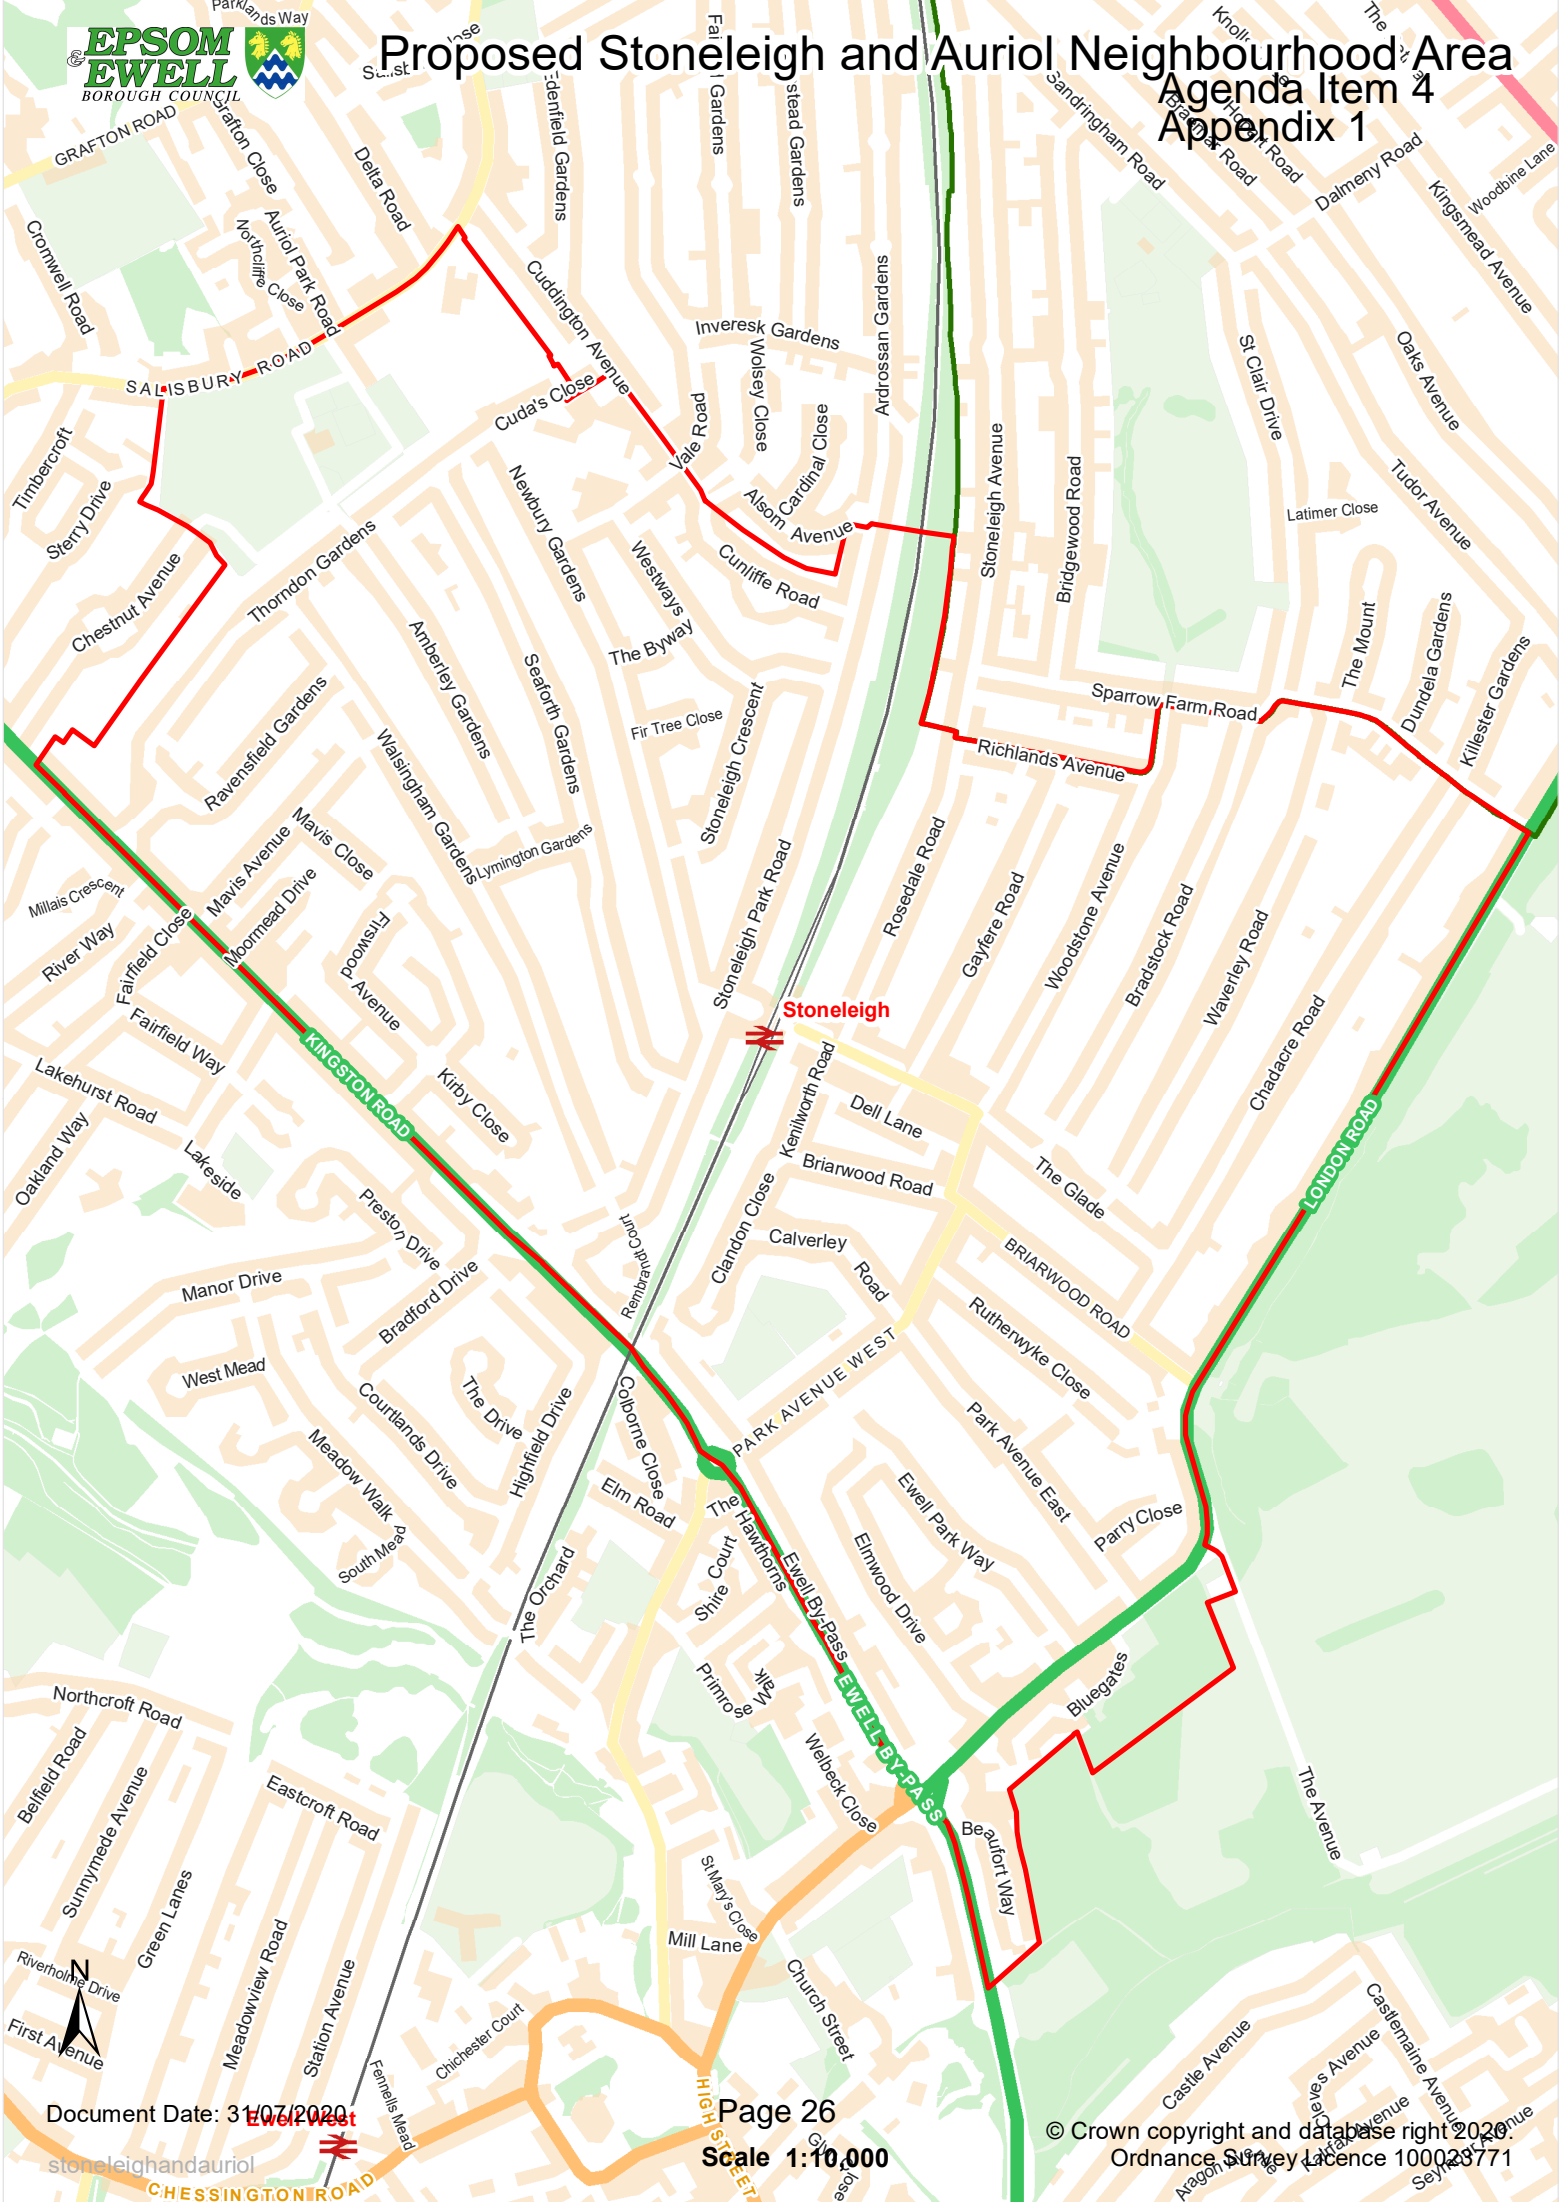 EPSOM
& EWELL
BOROUGH COUNCIL
Proposed Stoneleigh and Auriol Neighbourhood Area
Agenda Item 4
Appendix 1
Parklands Way
GRAFTON ROAD
Grafton Close
Delta Road
Edenfield Gardens
Gardens
Gardens
Sandringham Road
Braemar Road
Road
Dalmeny Road
Woodbine Lane
Kingsmead Avenue
Cromwell Road
Northcliffe Close
Auriol Park Road
SALISBURY ROAD
Cuddington Avenue
Inveresk Gardens
Wolsey Close
Ardrossan Gardens
St Clair Drive
Oaks Avenue
Cuda's Close
Vale Road
Cardinal Close
Alsom Avenue
Stoneleigh Avenue
Bridgewood Road
Tudor Avenue
Latimer Close
Timbercroft
Sterry Drive
Newbury Gardens
Westways
Cunliffe Road
Chestnut Avenue
Thorndon Gardens
The Byway
Amberley Gardens
Seaforth Gardens
Fir Tree Close
Stoneleigh Crescent
The Mount
Dundela Gardens
Killester Gardens
Sparrow Farm Road
Richlands Avenue
Ravensfield Gardens
Walsingham Gardens
Mavis Close
Mavis Avenue
Lymington Gardens
Moormead Drive
Millais Crescent
River Way
Fairfield Close
Firswood Avenue
Stoneleigh Park Road
Rosedale Road
Gayfere Road
Woodstone Avenue
Bradstock Road
Waverley Road
Chadacre Road
Stoneleigh
Fairfield Way
KINGSTON ROAD
Kirby Close
Lakehurst Road
Oakland Way
Lakeside
Kenilworth Road
Dell Lane
Briarwood Road
The Glade
LONDON ROAD
Preston Drive
Rembrandt Court
Clandon Close
Calverley Road
BRIARWOOD ROAD
Manor Drive
Bradford Drive
Rutherwyke Close
West Mead
PARK AVENUE WEST
Courtlands Drive
The Drive
Highfield Drive
Colborne Close
Park Avenue East
Meadow Walk
Elm Road
The Hawthorns
Ewell Park Way
Parry Close
South Mead
The Orchard
Shire Court
Ewell By-Pass
Elmwood Drive
Primrose Walk
EWELL BY-PASS
Bluegates
Northcroft Road
Belfield Road
Sunnymede Avenue
Eastcroft Road
Welbeck Close
The Avenue
Beaufort Way
Green Lanes
St Mary's Close
Mill Lane
Meadowview Road
Station Avenue
Church Street
Riverholme Drive
N
First Avenue
Chichester Court
Fennells Mead
Castle Avenue
Castlemaine Avenue
Cleves Avenue
Fairfax Avenue
Aragon Avenue
Seymour Avenue
HIGH STREET
Ewell West
CHESSINGTON ROAD
Document Date: 31/07/2020
stoneleighandauriol
Page 26
Scale 1:10,000
© Crown copyright and database right 2020.
Ordnance Survey Licence 100023771